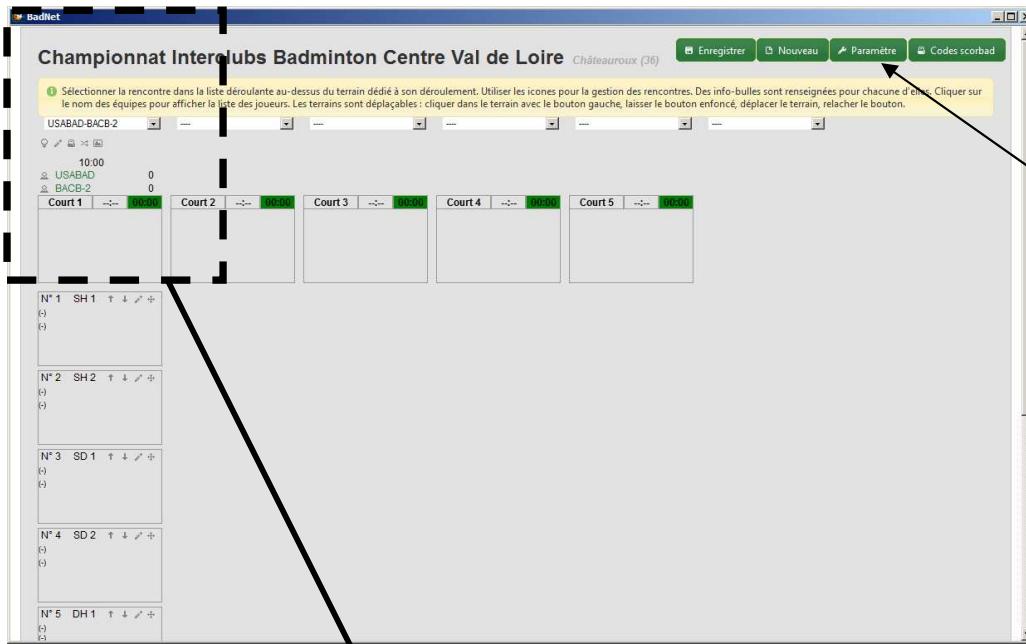 BadNet
Championnat Interclubs Badminton Centre Val de Loire Châteauroux (36)
Enregistrer Nouveau Paramètre Codes scorbad
Sélectionner la rencontre dans la liste déroulante au-dessus du terrain dédié à son déroulement. Utiliser les icones pour la gestion des rencontres. Des info-bulles sont renseignées pour chacune d'elles. Cliquer sur
le nom des équipes pour afficher la liste des joueurs. Les terrains sont déplaçables : cliquer dans le terrain avec le bouton gauche, laisser le bouton enfoncé, déplacer le terrain, relacher le bouton.
USABAD-BACB-2 ---- ---- ---- ---- ----
10:00
USABAD 0
BACB-2 0
Court 1 --:-- 00:00 Court 2 --:-- 00:00 Court 3 --:-- 00:00 Court 4 --:-- 00:00 Court 5 --:-- 00:00
N° 1 SH 1
(-)
(-)
N° 2 SH 2
(-)
(-)
N° 3 SD 1
(-)
(-)
N° 4 SD 2
(-)
(-)
N° 5 DH 1
(-)
(-)